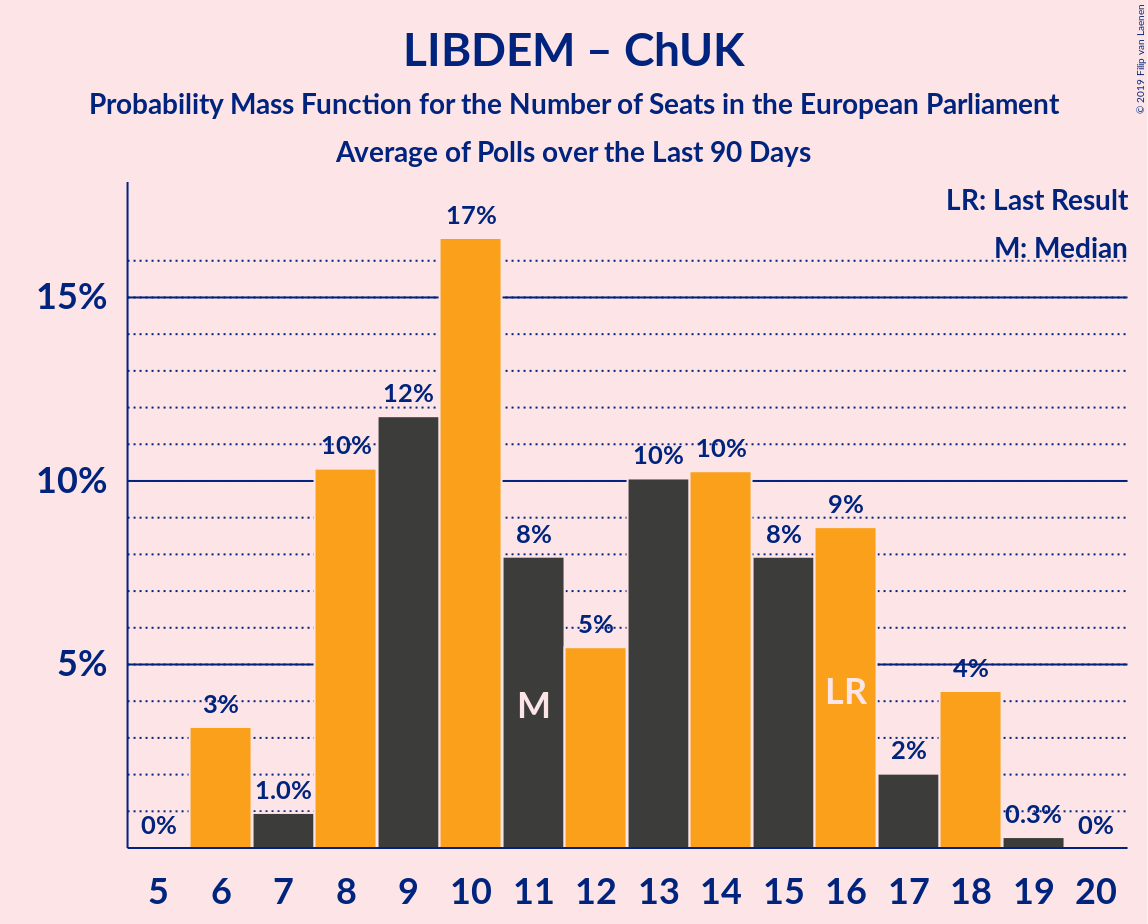 LIBDEM – ChUK
Probability Mass Function for the Number of Seats in the European Parliament
Average of Polls over the Last 90 Days
© 2019 Filip van Laenen
LR: Last Result
M: Median
15%
10%
5%
0%
3%
1.0%
10%
12%
17%
8%
5%
10%
10%
8%
9%
2%
4%
0.3%
0%
M
LR
5 6 7 8 9 10 11 12 13 14 15 16 17 18 19 20